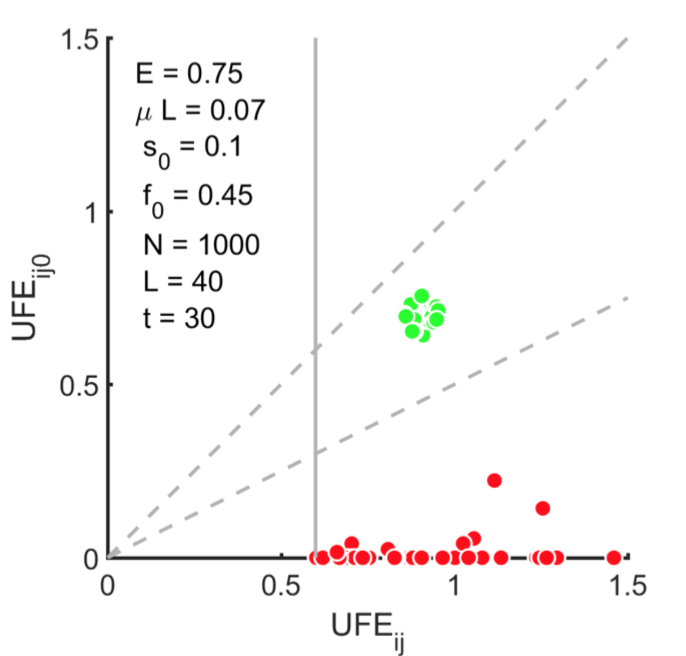 1.5
E = 0.75
μ L = 0.07
s0 = 0.1
f0 = 0.45
N = 1000
L = 40
t = 30
1
0.5
0
UFEij0
0 0.5 1 1.5
UFEij